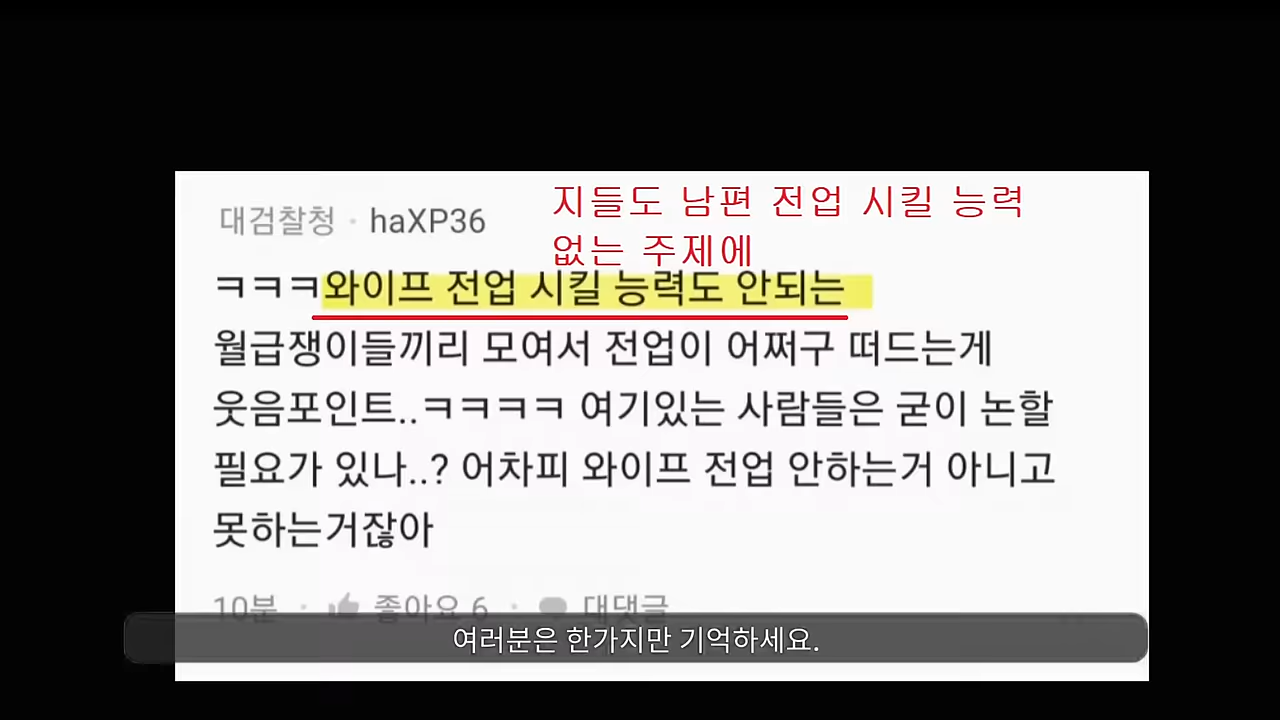 대검찰청 · haXP36
지들도 남편 전업 시킬 능력
없는 주제에
ㅋㅋㅋ와이프 전업 시킬 능력도 안되는
월급쟁이들끼리 모여서 전업이 어쩌구 떠드는게
웃음포인트..ㅋㅋㅋㅋ 여기있는 사람들은 굳이 논할
필요가 있나..? 어차피 와이프 전업 안하는거 아니고
못하는거잖아
10분 · 좋아요 6 · 대댓글
여러분은 한가지만 기억하세요.